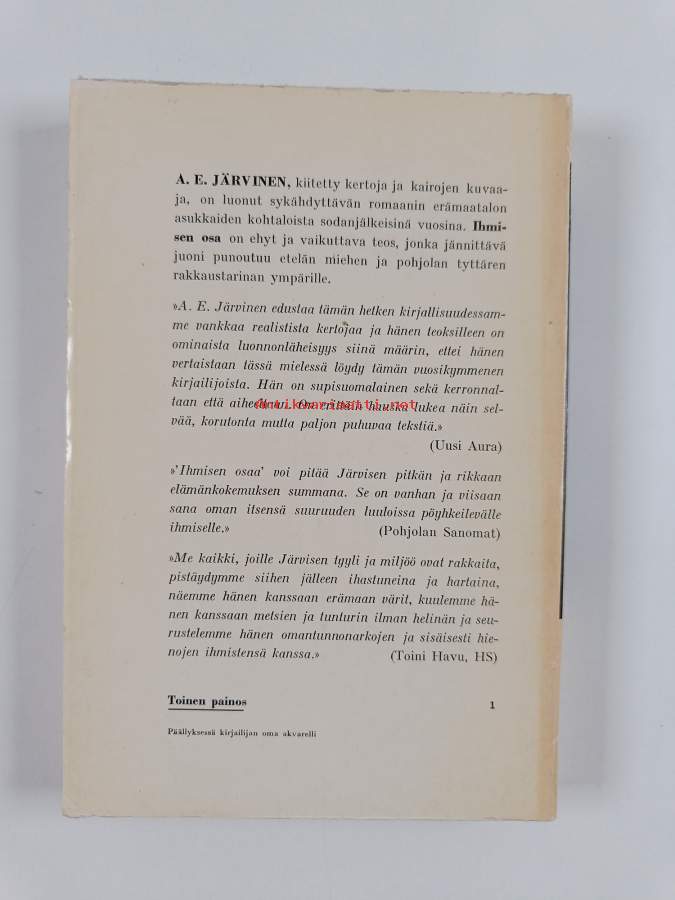 A. E. JÄRVINEN, kiitetty kertoja ja kairojen kuvaa-
ja, on luonut sykähdyttävän romaanin erämaatalon
asukkaiden kohtaloista sodanjälkeisinä vuosina. Ihmi-
sen osa on ehyt ja vaikuttava teos, jonka jännittävä
juoni punoutuu etelän miehen ja pohjolan tyttären
rakkaustarinan ympärille.
»A. E. Järvinen edustaa tämän hetken kirjallisuudessam-
me vankkaa realistista kertojaa ja hänen teoksilleen on
ominaista luonnonläheisyys siinä määrin, ettei hänen
vertaistaan tässä mielessä löydy tämän vuosikymmenen
kirjailijoista. Hän on supisuomalainen sekä kerronnal-
taan että aiheeltaan. On erittäin hauska lukea näin sel-
antikvariaatti.net
vää, korutonta mutta paljon puhuvaa tekstiä.»
(Uusi Aura)
»'Ihmisen osaa' voi pitää Järvisen pitkän ja rikkaan
elämänkokemuksen summana. Se on vanhan ja viisaan
sana oman itsensä suuruuden luuloissa pöyhkeilevälle
ihmiselle.» (Pohjolan Sanomat)
»Me kaikki, joille Järvisen tyyli ja miljöö ovat rakkaita,
pistäydymme siihen jälleen ihastuneina ja hartaina,
näemme hänen kanssaan erämaan värit, kuulemme hä-
nen kanssaan metsien ja tunturin ilman helinän ja seu-
rustelemme hänen omantunnonarkojen ja sisäisesti hie-
nojen ihmistensä kanssa.» (Toini Havu, HS)
Toinen painos 1
Päällyksessä kirjailijan oma akvarelli